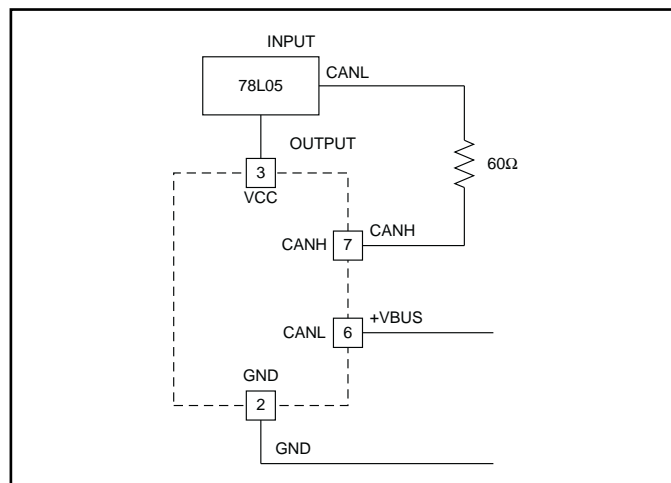 INPUT
78L05
CANL
OUTPUT
3
VCC
60Ω
CANH
7
CANH
CANL
6
+VBUS
GND
2
GND